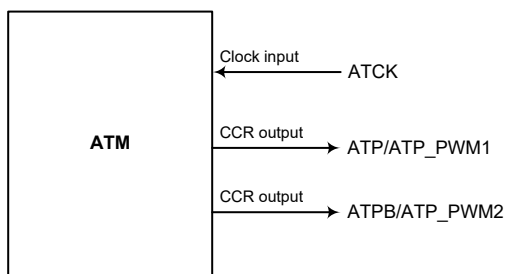 Clock input
ATCK
ATM
CCR output
ATP/ATP_PWM1
CCR output
ATPB/ATP_PWM2